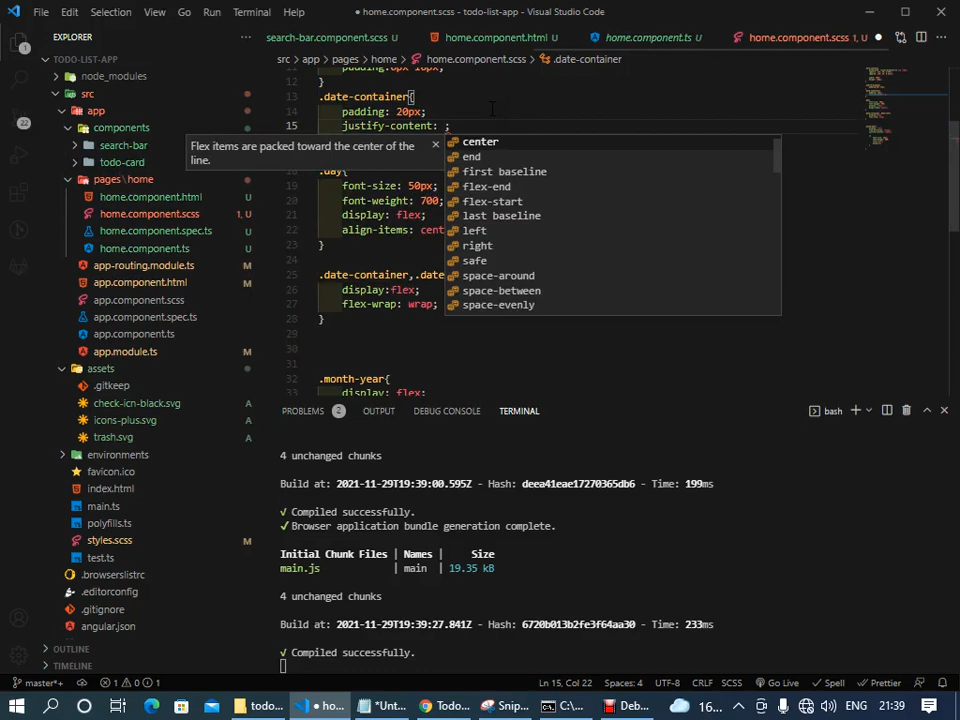 File Edit Selection View Go Run Terminal Help
● home.component.scss - todo-list-app - Visual Studio Code
EXPLORER ···
search-bar.component.scss U home.component.html U home.component.ts U home.component.scss 1, U ●
TODO-LIST-APP
src > app > pages > home > home.component.scss > .date-container
node_modules
src
app
components
search-bar
todo-card
pages\home
home.component.html U
home.component.scss 1, U
home.component.spec.ts U
home.component.ts U
app-routing.module.ts M
app.component.html M
app.component.scss
app.component.spec.ts
app.component.ts
app.module.ts M
assets
.gitkeep
check-icn-black.svg A
icons-plus.svg A
trash.svg A
environments
favicon.ico
index.html
main.ts
polyfills.ts
styles.scss M
test.ts
.browserslistrc
.editorconfig
.gitignore
angular.json
OUTLINE
TIMELINE
12 }
13 .date-container{
14 padding: 20px;
15 justify-content: ;
Flex items are packed toward the center of the
line.
center
end
first baseline
flex-end
flex-start
last baseline
left
right
safe
space-around
space-between
space-evenly
.day{
19 font-size: 50px;
20 font-weight: 700;
21 display: flex;
22 align-items: cent
23 }
24
25 .date-container,.date
26 display:flex;
27 flex-wrap: wrap;
28 }
29
30
31
32 .month-year{
33 display: flex;
PROBLEMS 2 OUTPUT DEBUG CONSOLE TERMINAL bash
4 unchanged chunks
Build at: 2021-11-29T19:39:00.595Z - Hash: deea41eae17270365db6 - Time: 199ms
√ Compiled successfully.
✓ Browser application bundle generation complete.
Initial Chunk Files | Names | Size
main.js | main | 19.35 kB
4 unchanged chunks
Build at: 2021-11-29T19:39:27.841Z - Hash: 6720b013b2fe3f64aa30 - Time: 233ms
√ Compiled successfully.
master*+ 1 0 1 Ln 15, Col 22 Spaces: 4 UTF-8 CRLF SCSS Go Live Spell Prettier
todo... ho... *Unt... Todo... Snip... C:\... Deb... 16... ENG 21:39